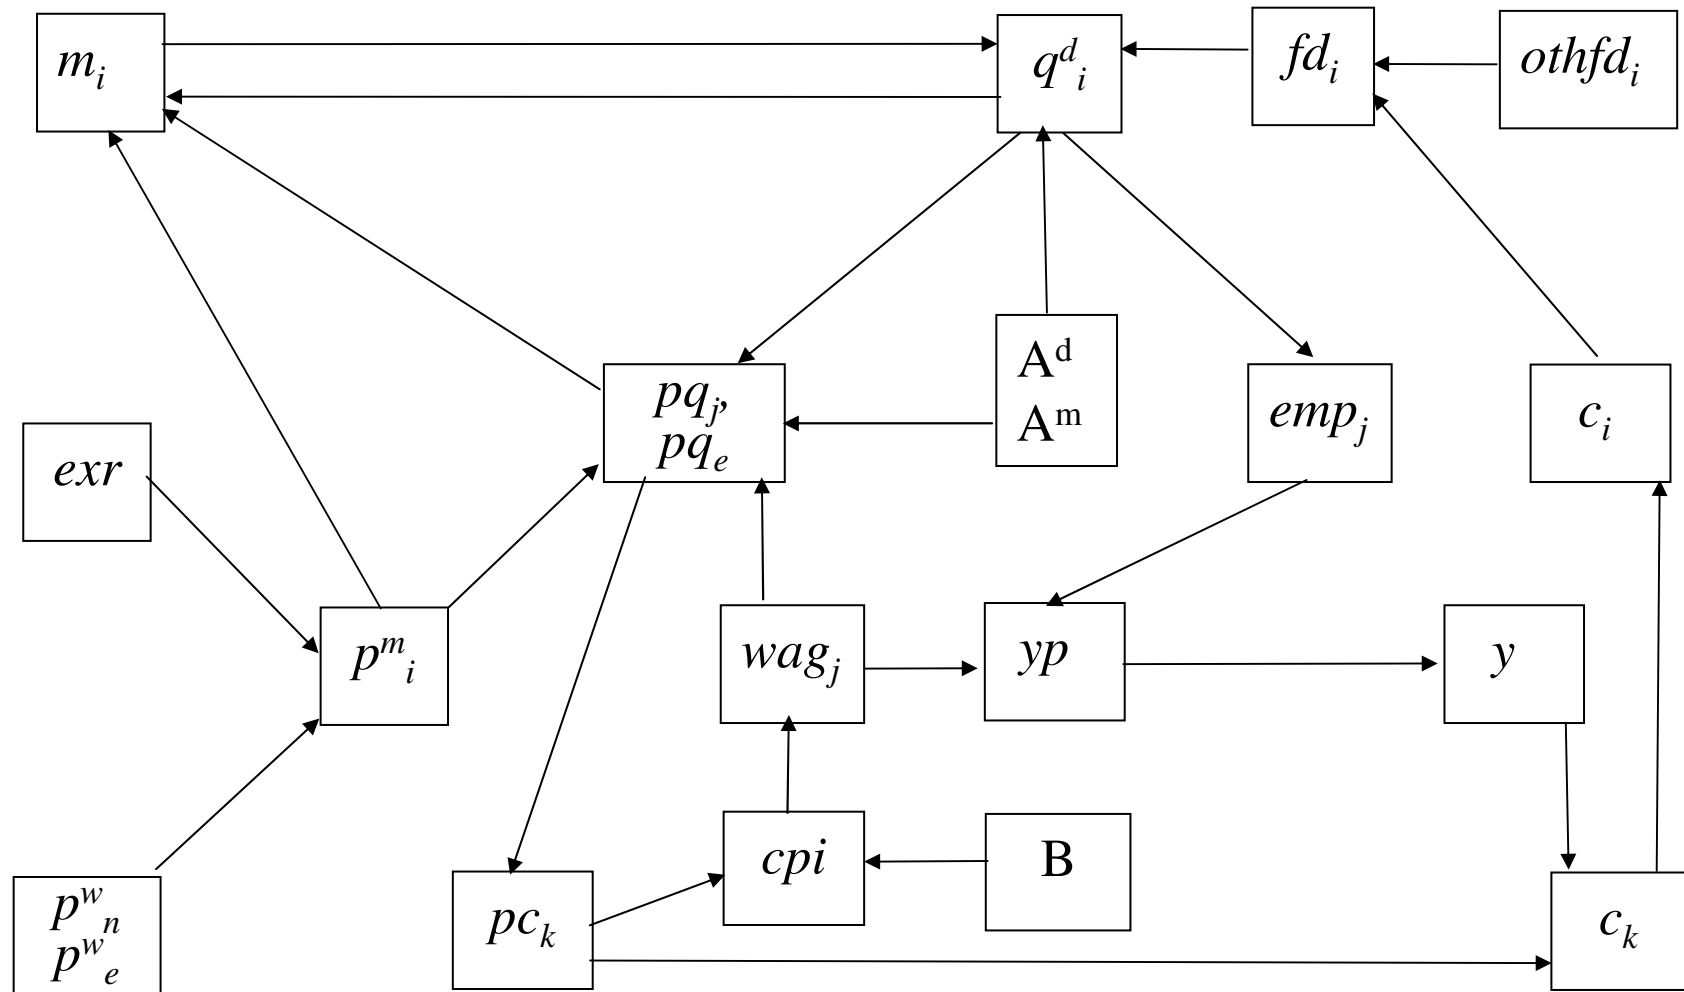 m_i
q^d_i
fd_i
othfd_i
pq_j,
pq_e
A^d
A^m
emp_j
c_i
exr
p^m_i
wag_j
yp
y
cpi
B
p^w_n
p^w_e
pc_k
c_k